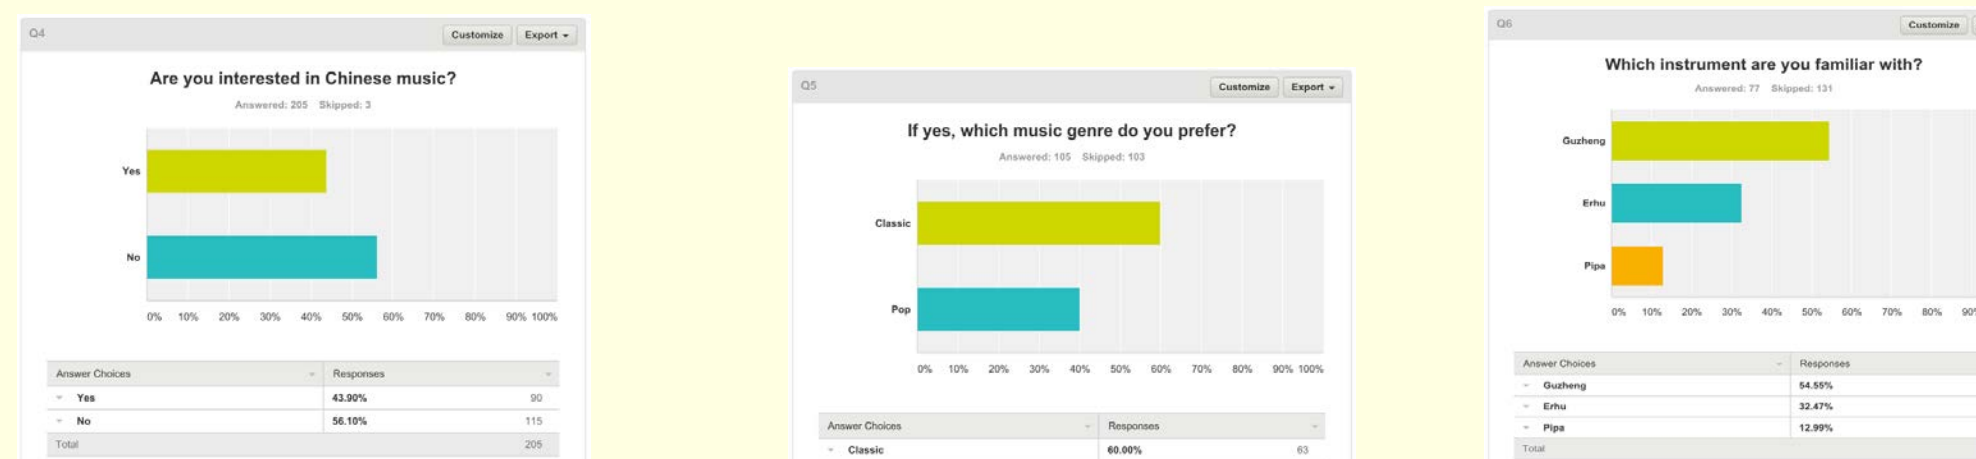 Q4
Customize Export
Are you interested in Chinese music?
Answered: 205 Skipped: 3
Yes
No
0% 10% 20% 30% 40% 50% 60% 70% 80% 90% 100%
Answer Choices Responses
Yes 43.90% 90
No 56.10% 115
Total 205
Q5
Customize Export
If yes, which music genre do you prefer?
Answered: 105 Skipped: 103
Classic
Pop
0% 10% 20% 30% 40% 50% 60% 70% 80% 90% 100%
Answer Choices Responses
Classic 60.00% 63
Q6
Customize
Which instrument are you familiar with?
Answered: 77 Skipped: 131
Guzheng
Erhu
Pipa
0% 10% 20% 30% 40% 50% 60% 70% 80% 90%
Answer Choices Responses
Guzheng 54.55%
Erhu 32.47%
Pipa 12.99%
Total